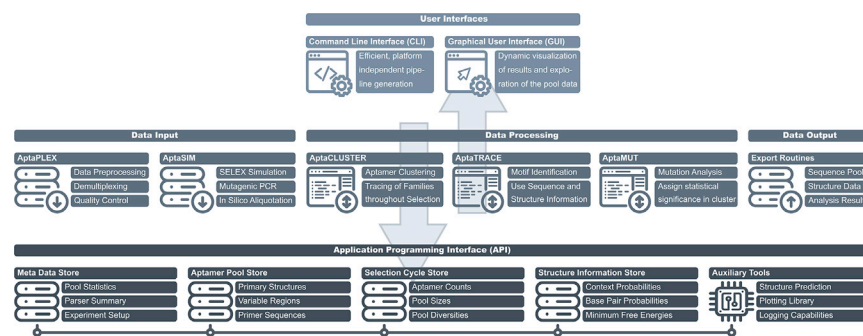 User Interfaces
Command Line Interface (CLI)
Efficient, platform
independent pipe-
line generation
Graphical User Interface (GUI)
Dynamic visualization
of results and explo-
ration of the pool data
Data Input
Data Processing
Data Output
AptaPLEX
Data Preprocessing
Demultiplexing
Quality Control
AptaSIM
SELEX Simulation
Mutagenic PCR
In Silico Aliquotation
AptaCLUSTER
Aptamer Clustering
Tracing of Families
throughout Selection
AptaTRACE
Motif Identification
Use Sequence and
Structure Information
AptaMUT
Mutation Analysis
Assign statistical
significance in cluster
Export Routines
Sequence Pool
Structure Data
Analysis Result
Application Programming Interface (API)
Meta Data Store
Pool Statistics
Parser Summary
Experiment Setup
Aptamer Pool Store
Primary Structures
Variable Regions
Primer Sequences
Selection Cycle Store
Aptamer Counts
Pool Sizes
Pool Diversities
Structure Information Store
Context Probabilities
Base Pair Probabilities
Minimum Free Energies
Auxiliary Tools
Structure Prediction
Plotting Library
Logging Capabilities